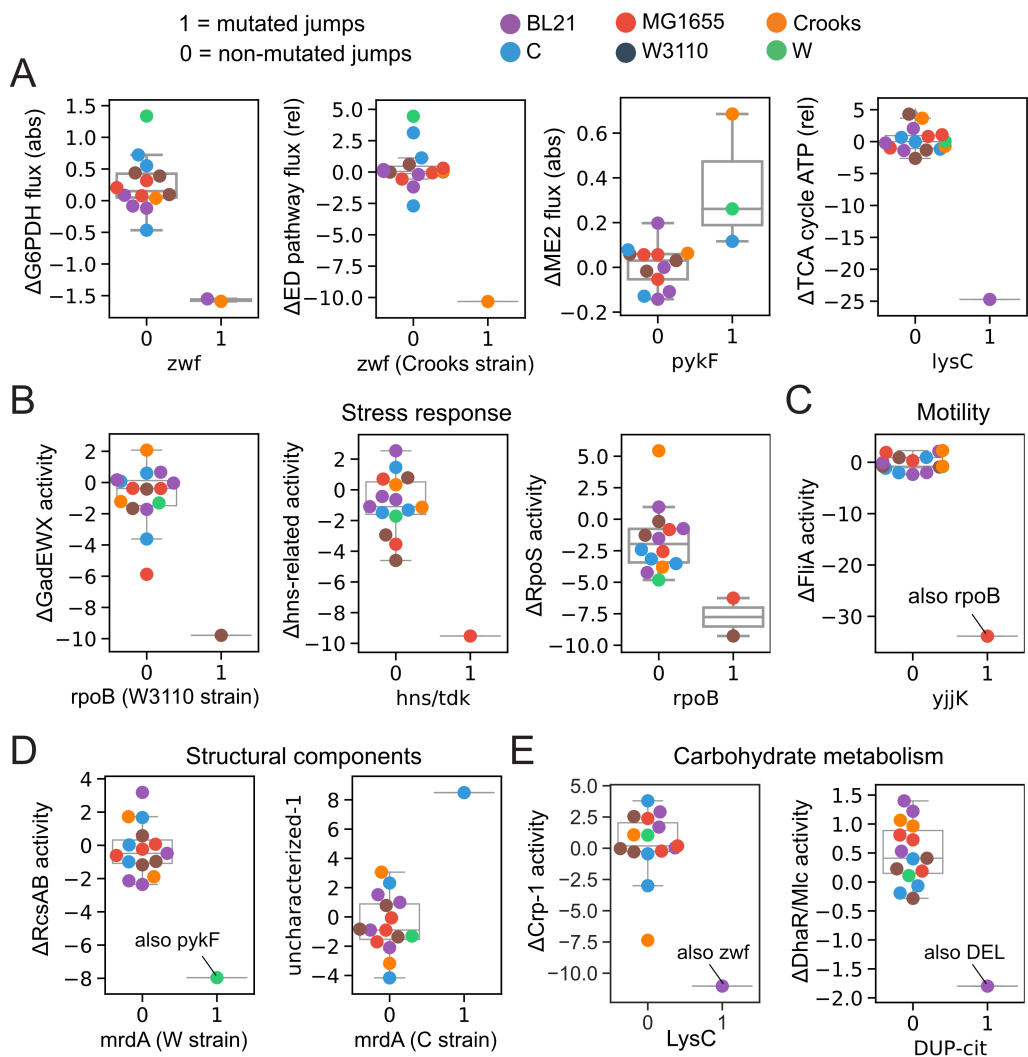 1 = mutated jumps
0 = non-mutated jumps
BL21
MG1655
Crooks
C
W3110
W
A
ΔG6PDH flux (abs)
1.5
1.0
0.5
0.0
−0.5
−1.0
−1.5
0 1
zwf
ΔED pathway flux (rel)
5.0
2.5
0.0
−2.5
−5.0
−7.5
−10.0
0 1
zwf (Crooks strain)
ΔME2 flux (abs)
0.6
0.4
0.2
0.0
−0.2
0 1
pykF
ΔTCA cycle ATP (rel)
5
0
−5
−10
−15
−20
−25
0 1
lysC
B
Stress response
ΔGadEWX activity
2
0
−2
−4
−6
−8
−10
0 1
rpoB (W3110 strain)
Δhns-related activity
2
0
−2
−4
−6
−8
−10
0 1
hns/tdk
ΔRpoS activity
5.0
2.5
0.0
−2.5
−5.0
−7.5
−10.0
0 1
rpoB
C
Motility
ΔFliA activity
0
−10
−20
−30
also rpoB
0 1
yjjK
D
Structural components
ΔRcsAB activity
4
2
0
−2
−4
−6
−8
also pykF
0 1
mrdA (W strain)
uncharacterized-1
8
6
4
2
0
−2
−4
0 1
mrdA (C strain)
E
Carbohydrate metabolism
ΔCrp-1 activity
5.0
2.5
0.0
−2.5
−5.0
−7.5
−10.0
also zwf
0 1
LysC
ΔDhaR/Mlc activity
1.5
1.0
0.5
0.0
−0.5
−1.0
−1.5
−2.0
also DEL
0 1
DUP-cit